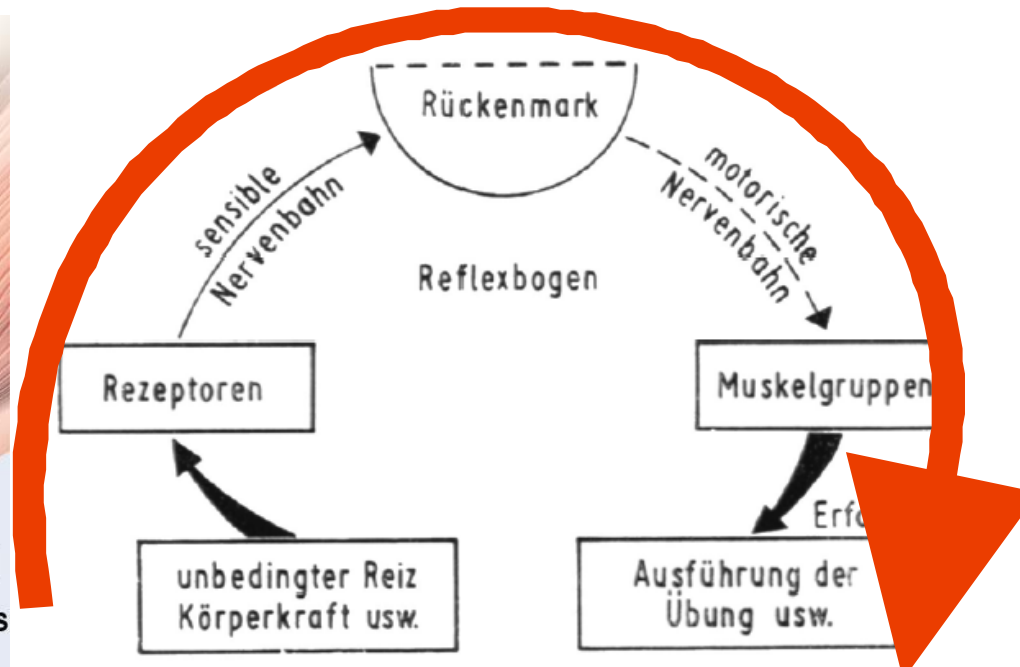 Rückenmark
sensible
Nervenbahn
motorische
Nervenbahn
Reflexbogen
Rezeptoren
Muskelgruppen
unbedingter Reiz
Körperkraft usw.
Ausführung der
Übung usw.